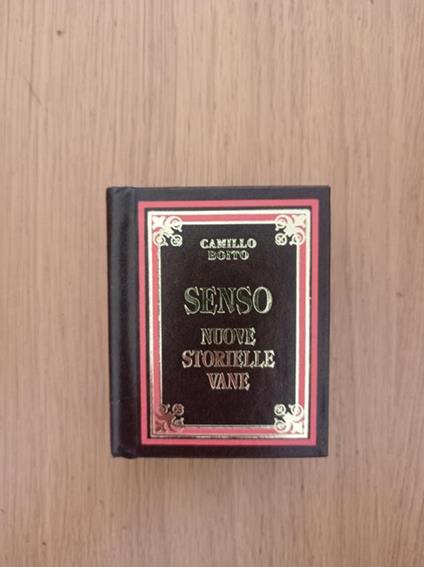 CAMILLO
BOITO
SENSO
NUOVE
STORIELLE
VANE